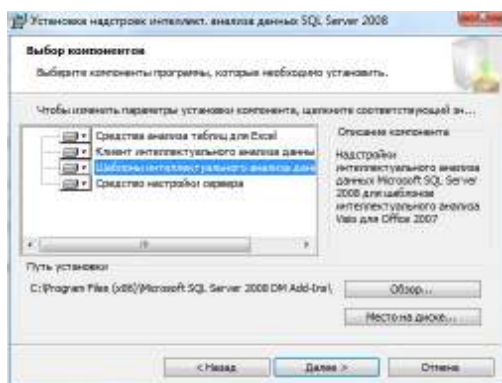 Установка надстроек интеллект. анализа данных SQL Server 2008
Выбор компонентов
Выберите компоненты программы, которые необходимо установить.
Чтобы изменить параметры установки компонента, щелкните соответствующий зн...
Средства анализа таблиц для Excel
Клиент интеллектуального анализа данны
Шаблоны интеллектуального анализа дан
Средство настройки сервера
Описание компонента
Надстройки
интеллектуального анализа
данных Microsoft SQL Server
2008 для шаблонов
интеллектуального анализа
Visio для Office 2007
Путь установки
C:\Program Files (x86)\Microsoft SQL Server 2008 DM Add-Ins\
Обзор...
Место на диске...
< Назад
Далее >
Отмена